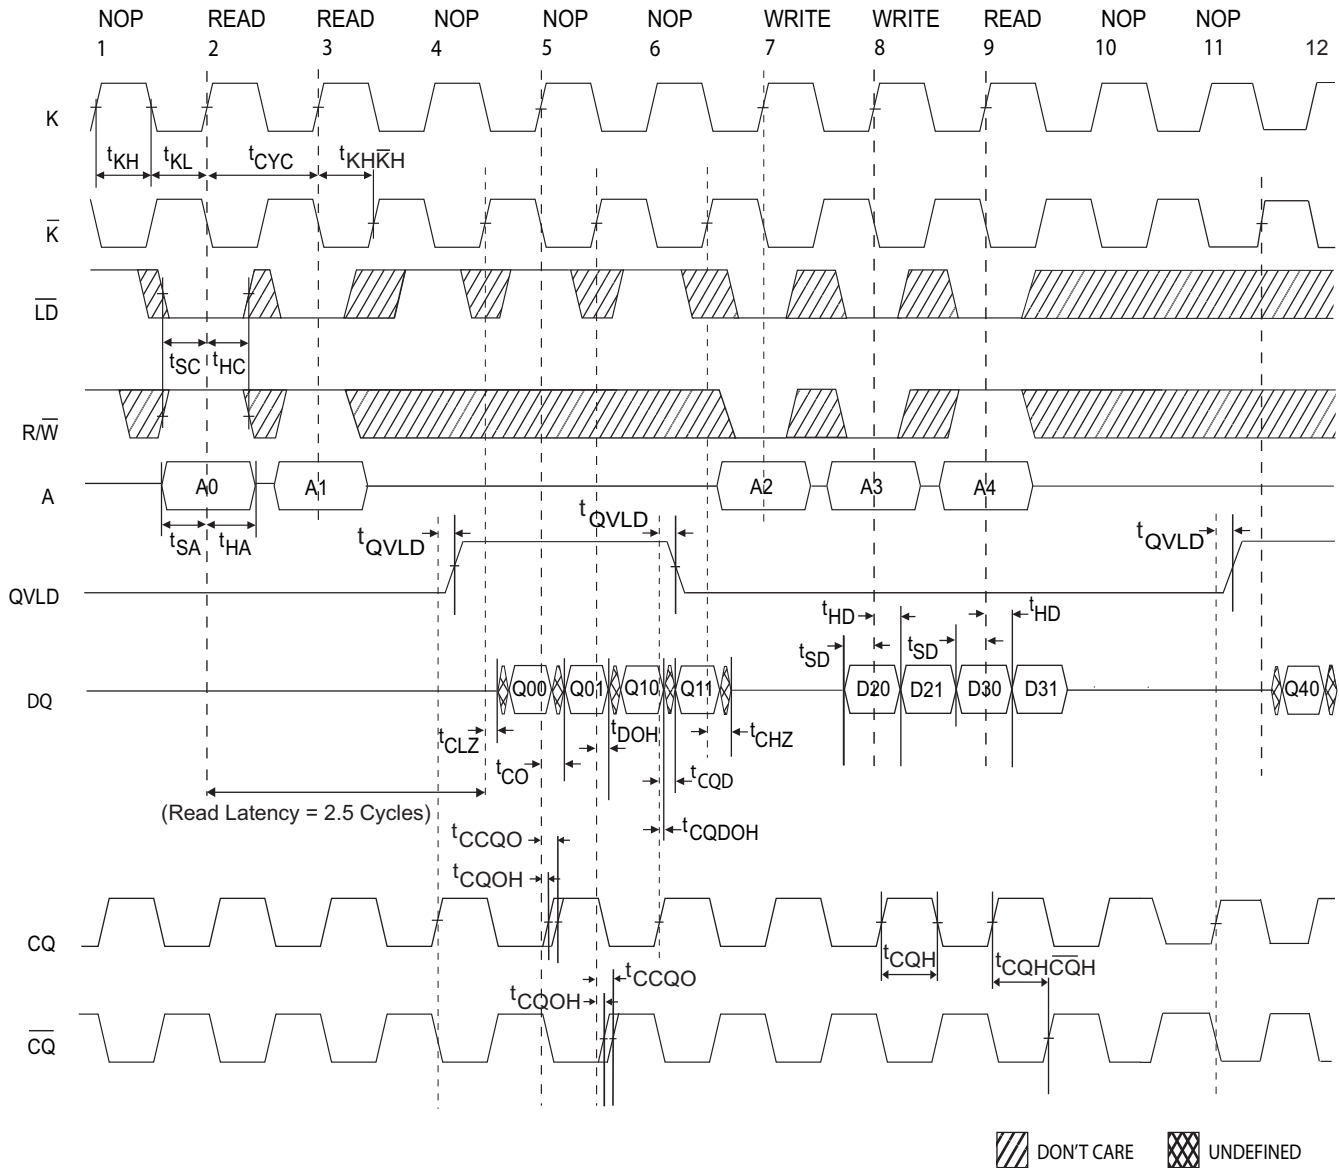 NOP READ READ NOP NOP NOP WRITE WRITE READ NOP NOP
1 2 3 4 5 6 7 8 9 10 11 12
K
tKH tKL tCYC tKHK̅H
K̅
L̅D̅
tSC tHC
R/W̅
A A0 A1 A2 A3 A4
tSA tHA tQVLD tQVLD tQVLD
QVLD
tHD tHD
tSD tSD
DQ Q00 Q01 Q10 Q11 D20 D21 D30 D31 Q40
tCLZ tDOH tCHZ
tCO tCQD
(Read Latency = 2.5 Cycles)
tCQDOH
tCCQO
tCQOH
CQ
tCQH tCQHC̅Q̅H
tCCQO
tCQOH
C̅Q̅
DON'T CARE UNDEFINED